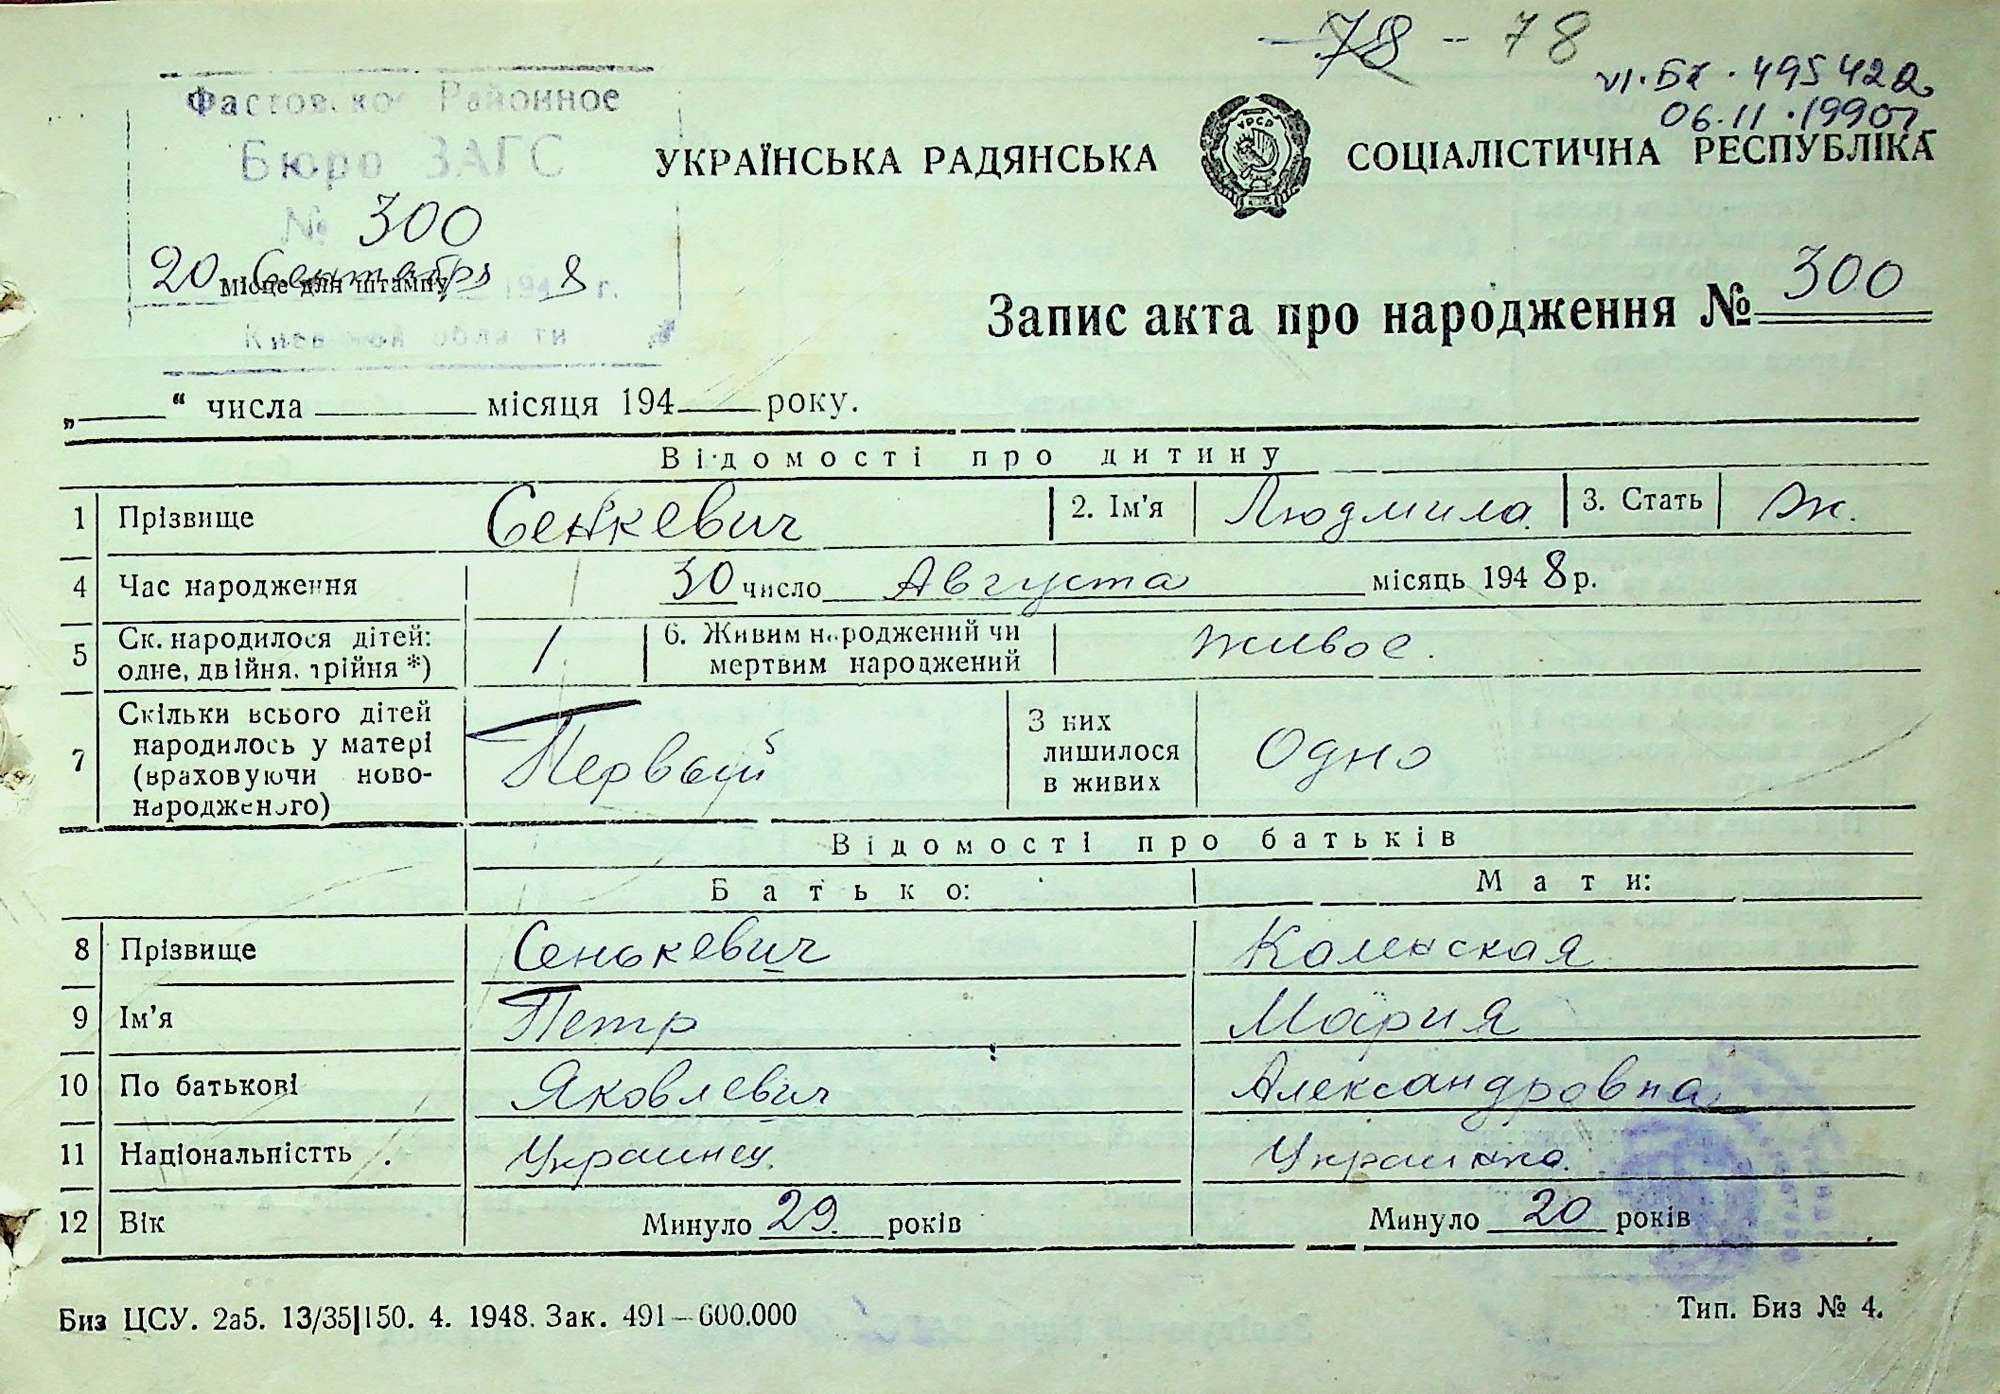 78 - 78
VI.БК.495422
06.11.1990г
Фастовское Районное
Бюро ЗАГС
№ 300
20 Сентября 1948 г.
місце для штампу
Киевской области
УКРАЇНСЬКА РАДЯНСЬКА СОЦІАЛІСТИЧНА РЕСПУБЛІКА
УРСР
Запис акта про народження № 300
„ “ числа місяця 194 року.
Відомості про дитину
1 Прізвище Сенкевич 2. Ім'я Людмила 3. Стать ж.
4 Час народження 30 число Августа місяць 1948 р.
5 Ск. народилося дітей: одне, двійня, трійня *) 1 6. Живим народжений чи мертвим народжений живое.
7 Скільки всього дітей народилось у матері (враховуючи новонародженого) Первый З них лишилося в живих Одно
Відомості про батьків
Батько: Мати:
8 Прізвище Сенькевич Каленская
9 Ім'я Петр Мария
10 По батькові Яковлевич Александровна
11 Національністть Украинец Украинка.
12 Вік Минуло 29 років Минуло 20 років
Биз ЦСУ. 2а5. 13/35|150. 4. 1948. Зак. 491—600.000 Тип. Биз № 4.